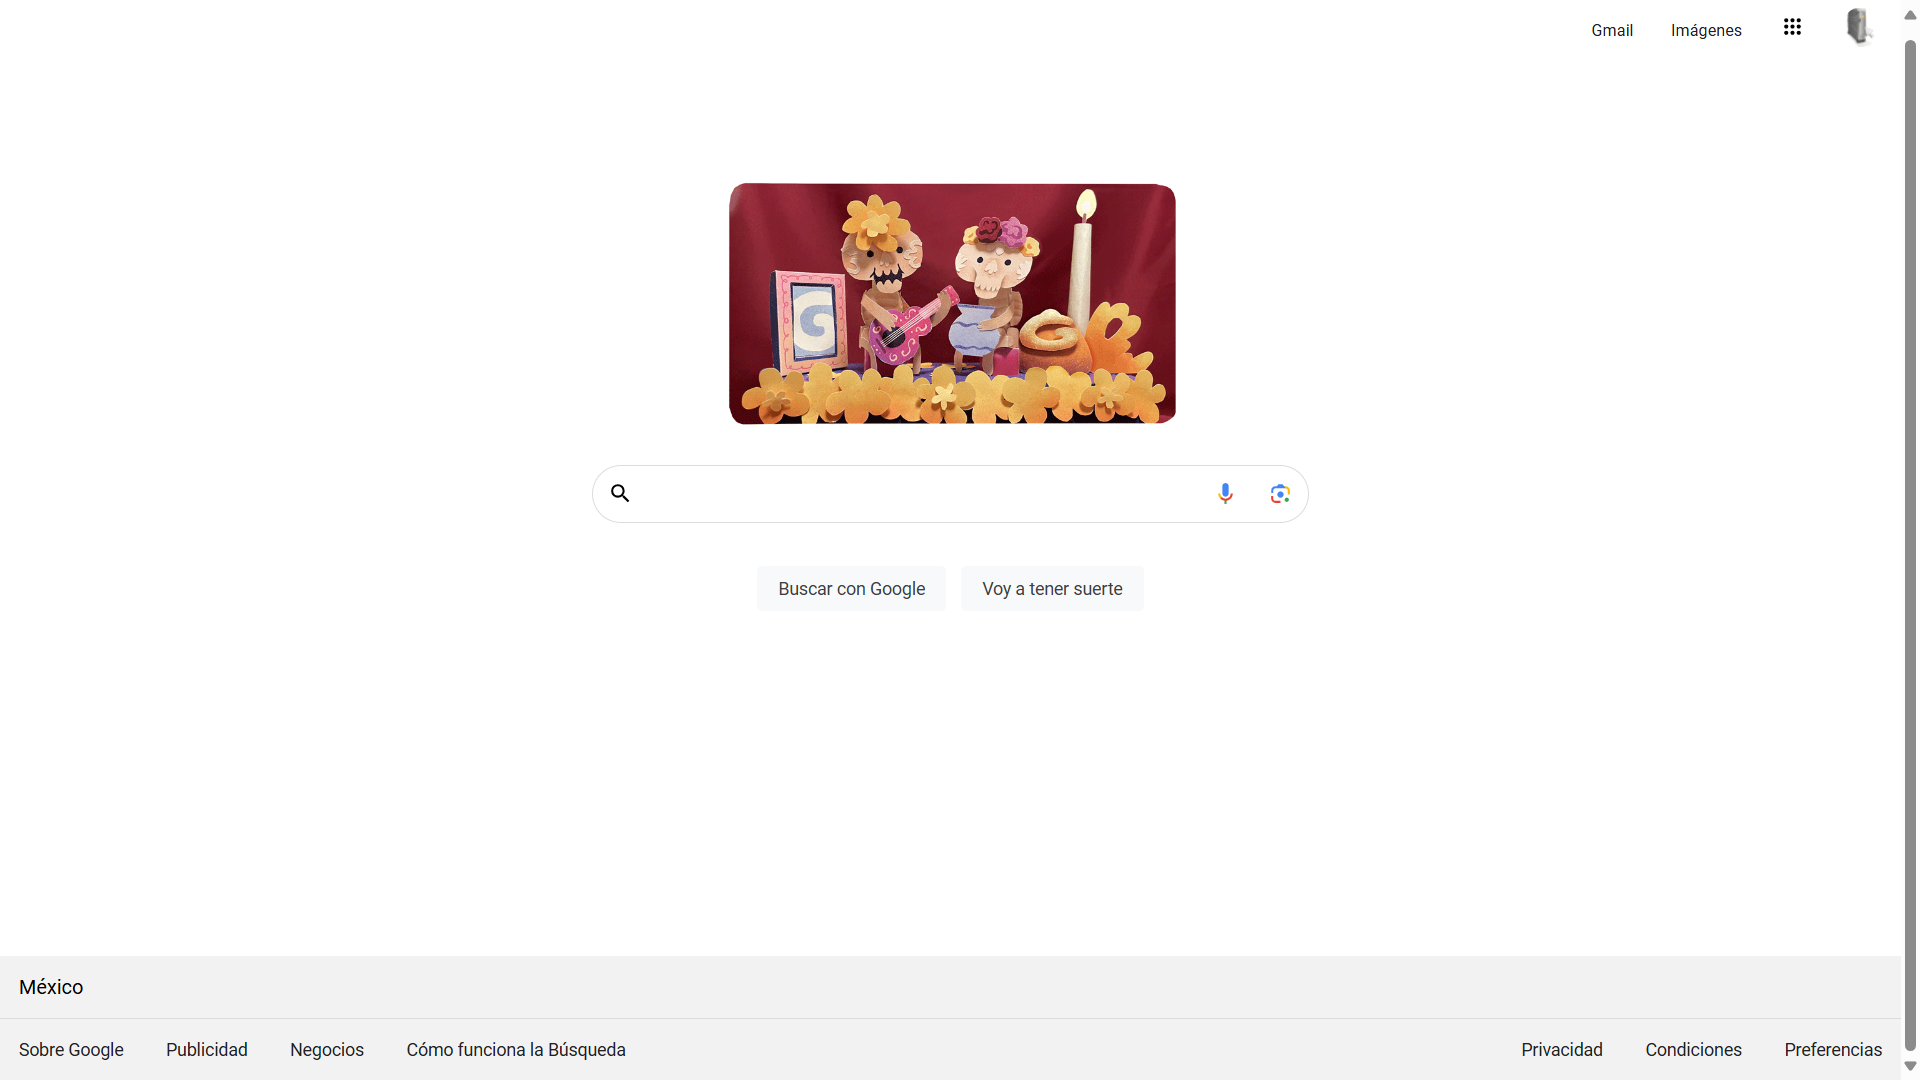 Gmail Imágenes
Buscar con Google Voy a tener suerte
México
Sobre Google Publicidad Negocios Cómo funciona la Búsqueda Privacidad Condiciones Preferencias